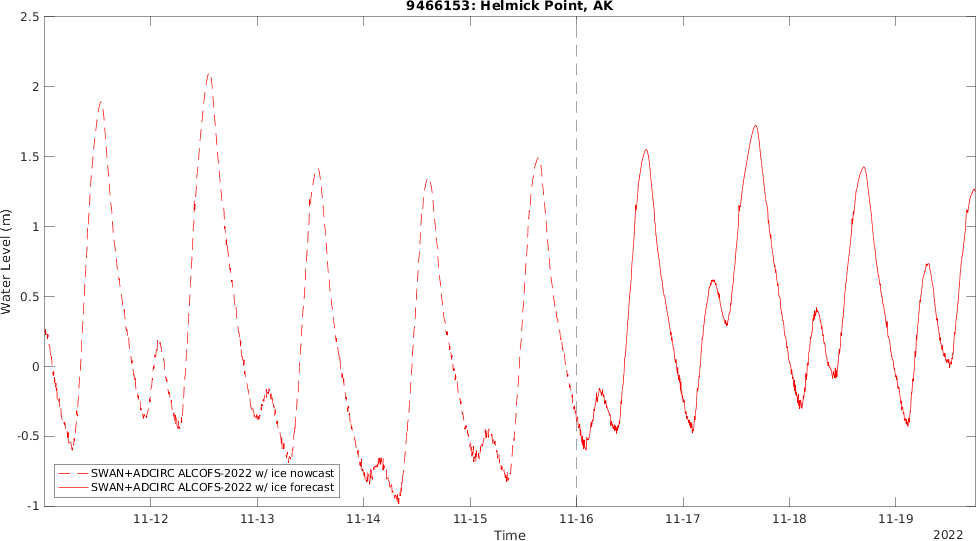 9466153: Helmick Point, AK
2.5
2
1.5
1
0.5
0
-0.5
-1
Water Level (m)
SWAN+ADCIRC ALCOFS-2022 w/ ice nowcast
SWAN+ADCIRC ALCOFS-2022 w/ ice forecast
11-12 11-13 11-14 11-15 11-16 11-17 11-18 11-19
Time
2022